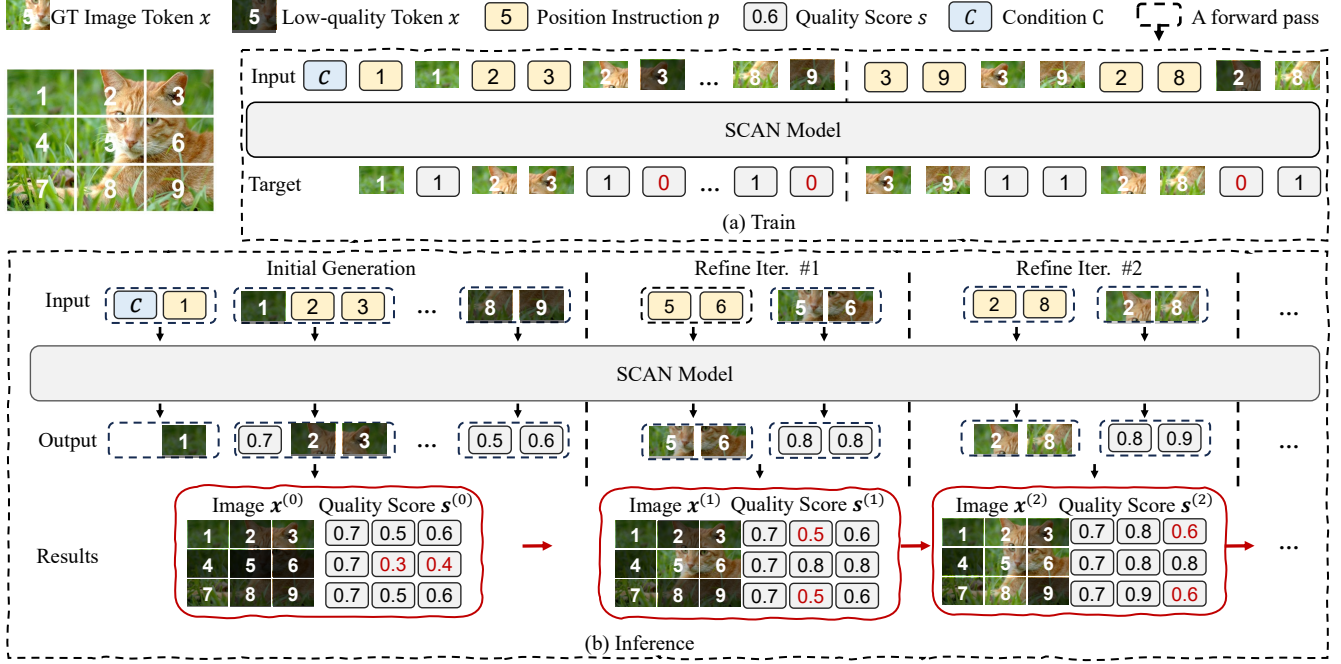 5 GT Image Token x 5 Low-quality Token x 5 Position Instruction p 0.6 Quality Score s C Condition C A forward pass
1 2 3
4 5 6
7 8 9
Input C 1 1 2 3 2 3 ... 8 9 3 9 3 9 2 8 2 8
SCAN Model
Target 1 1 2 3 1 0 ... 1 0 3 9 1 1 2 8 0 1
(a) Train
Initial Generation Refine Iter. #1 Refine Iter. #2
Input C 1 1 2 3 ... 8 9 5 6 5 6 2 8 2 8 ...
SCAN Model
Output 1 0.7 2 3 ... 0.5 0.6 5 6 0.8 0.8 2 8 0.8 0.9 ...
Results
Image x(0) Quality Score s(0)
1 2 3 0.7 0.5 0.6
4 5 6 0.7 0.3 0.4
7 8 9 0.7 0.5 0.6
Image x(1) Quality Score s(1)
1 2 3 0.7 0.5 0.6
4 5 6 0.7 0.8 0.8
7 8 9 0.7 0.5 0.6
Image x(2) Quality Score s(2)
1 2 3 0.7 0.8 0.6
4 5 6 0.7 0.8 0.8
7 8 9 0.7 0.9 0.6
...
(b) Inference